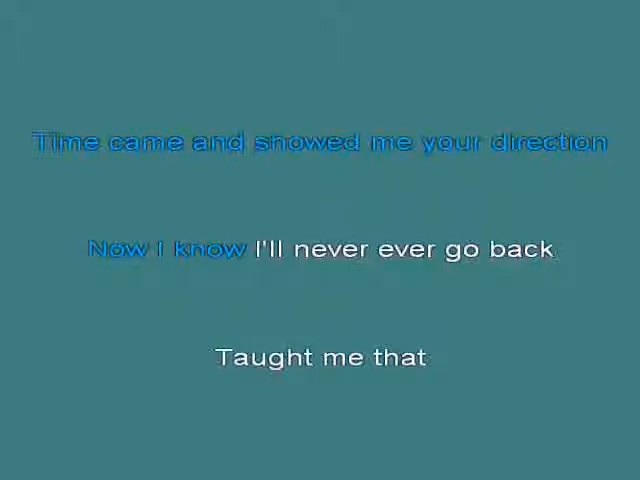 Time came and showed me your direction
Now I know I'll never ever go back
Taught me that